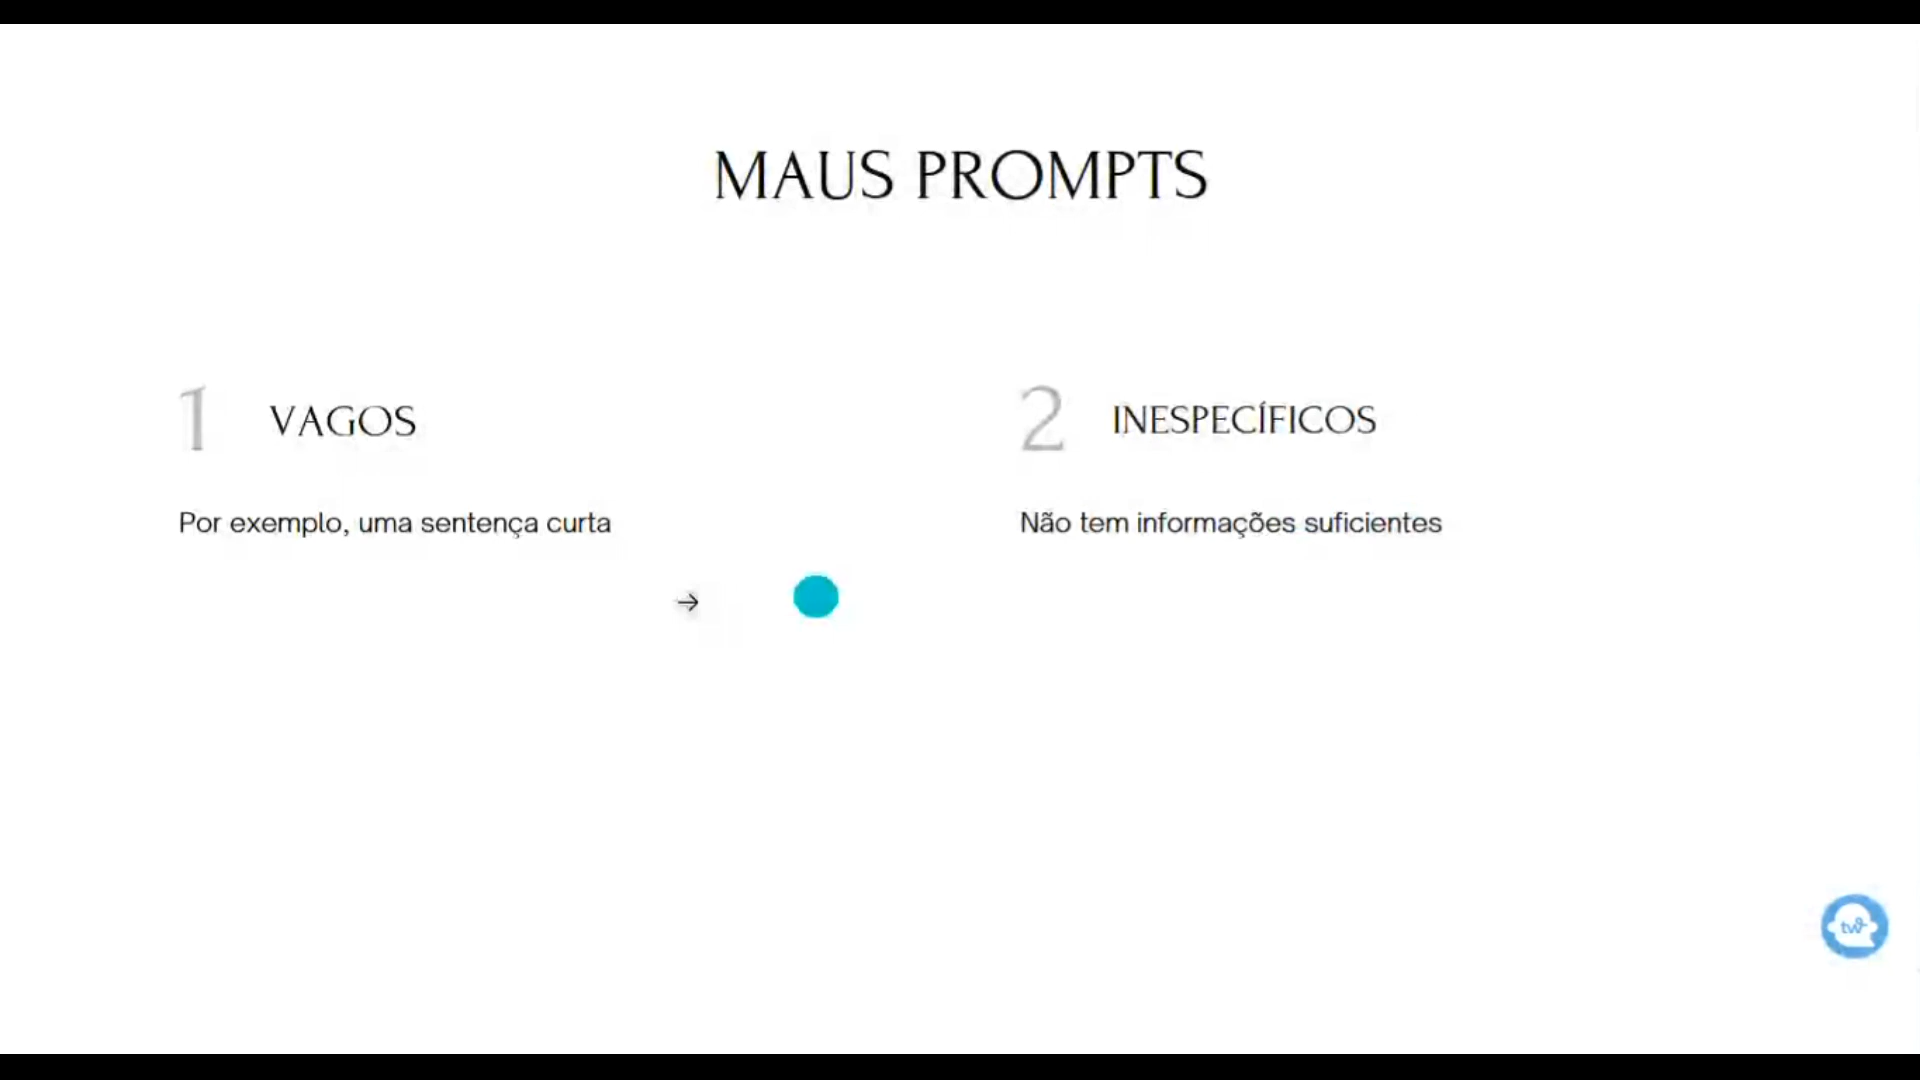 MAUS PROMPTS
1 VAGOS
Por exemplo, uma sentença curta
2 INESPECÍFICOS
Não tem informações suficientes
→